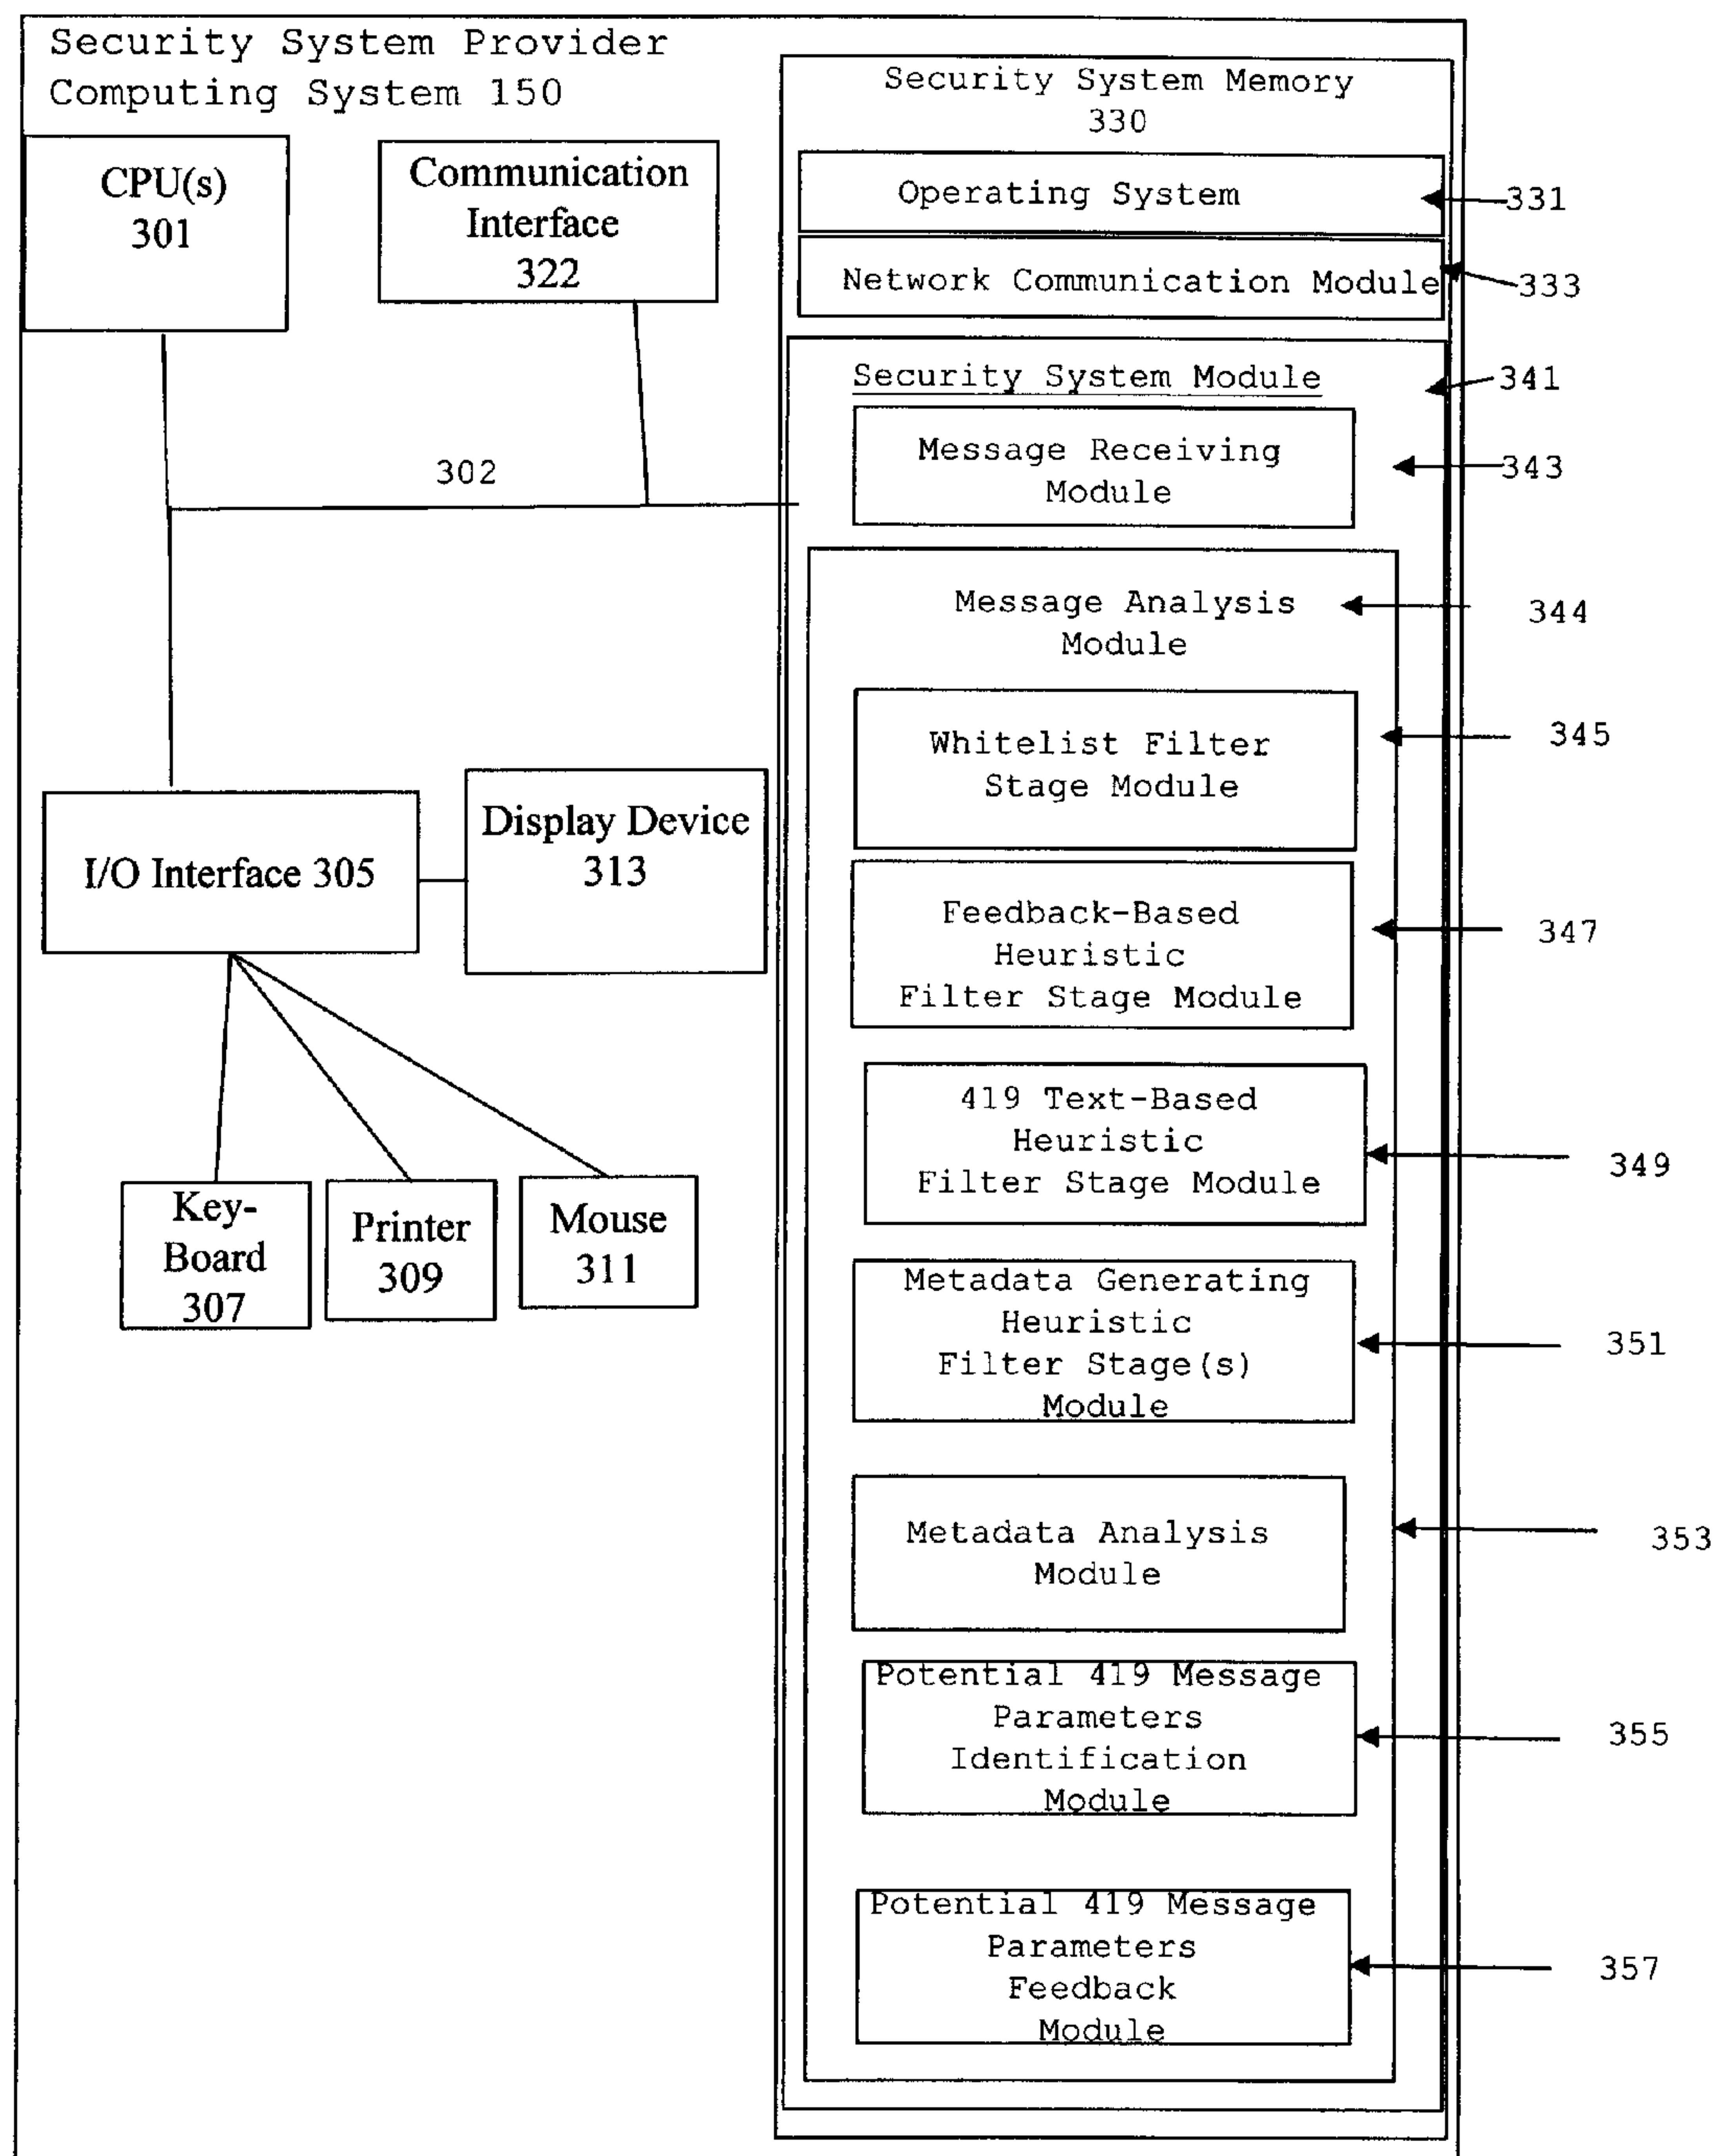 Security System Provider
Computing System 150
CPU(s)
301
Communication
Interface
322
302
I/O Interface 305
Display Device
313
Key-
Board
307
Printer
309
Mouse
311
Security System Memory
330
Operating System
331
Network Communication Module
333
Security System Module
341
Message Receiving
Module
343
Message Analysis
Module
344
Whitelist Filter
Stage Module
345
Feedback-Based
Heuristic
Filter Stage Module
347
419 Text-Based
Heuristic
Filter Stage Module
349
Metadata Generating
Heuristic
Filter Stage(s)
Module
351
Metadata Analysis
Module
353
Potential 419 Message
Parameters
Identification
Module
355
Potential 419 Message
Parameters
Feedback
Module
357